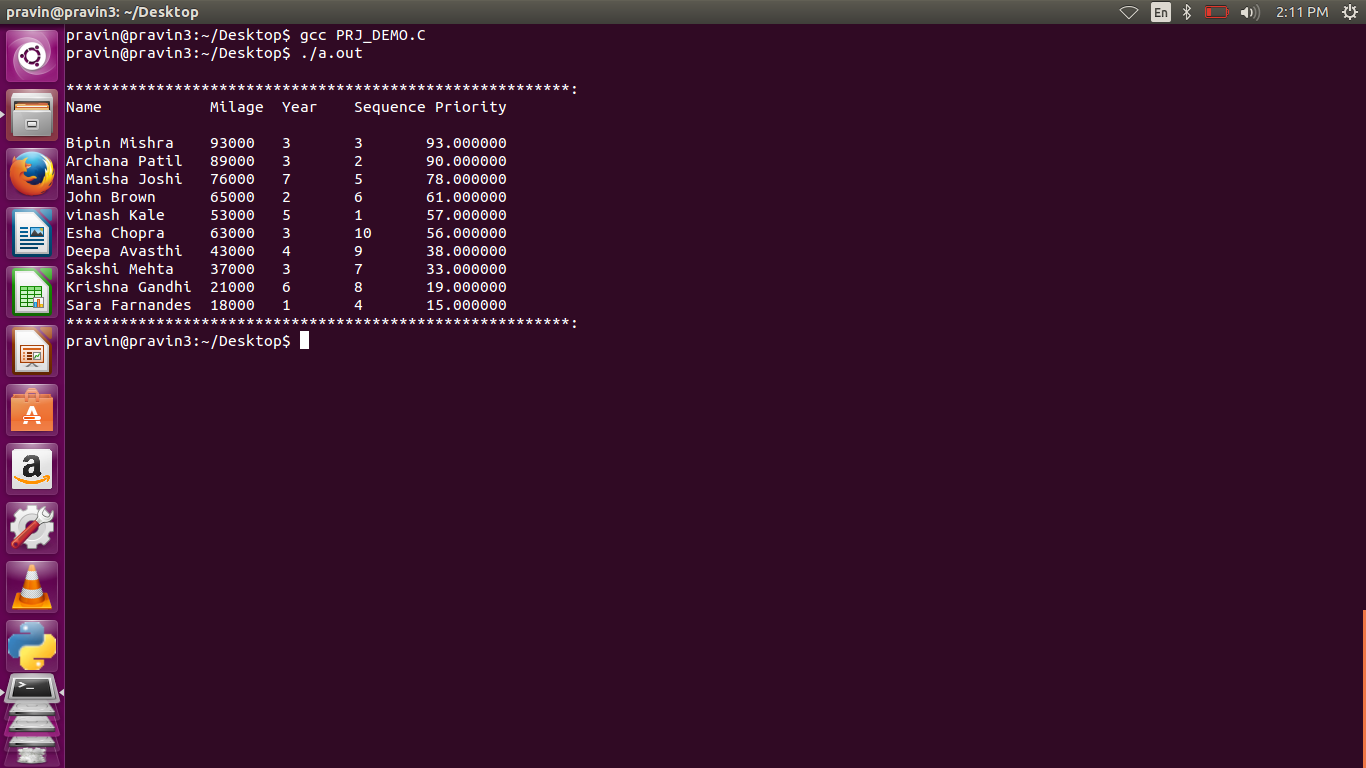 pravin@pravin3: ~/Desktop
En
2:11 PM
pravin@pravin3:~/Desktop$ gcc PRJ_DEMO.C
pravin@pravin3:~/Desktop$ ./a.out
********************************************************:
Name Milage Year Sequence Priority
Bipin Mishra 93000 3 3 93.000000
Archana Patil 89000 3 2 90.000000
Manisha Joshi 76000 7 5 78.000000
John Brown 65000 2 6 61.000000
vinash Kale 53000 5 1 57.000000
Esha Chopra 63000 3 10 56.000000
Deepa Avasthi 43000 4 9 38.000000
Sakshi Mehta 37000 3 7 33.000000
Krishna Gandhi 21000 6 8 19.000000
Sara Farnandes 18000 1 4 15.000000
********************************************************:
pravin@pravin3:~/Desktop$